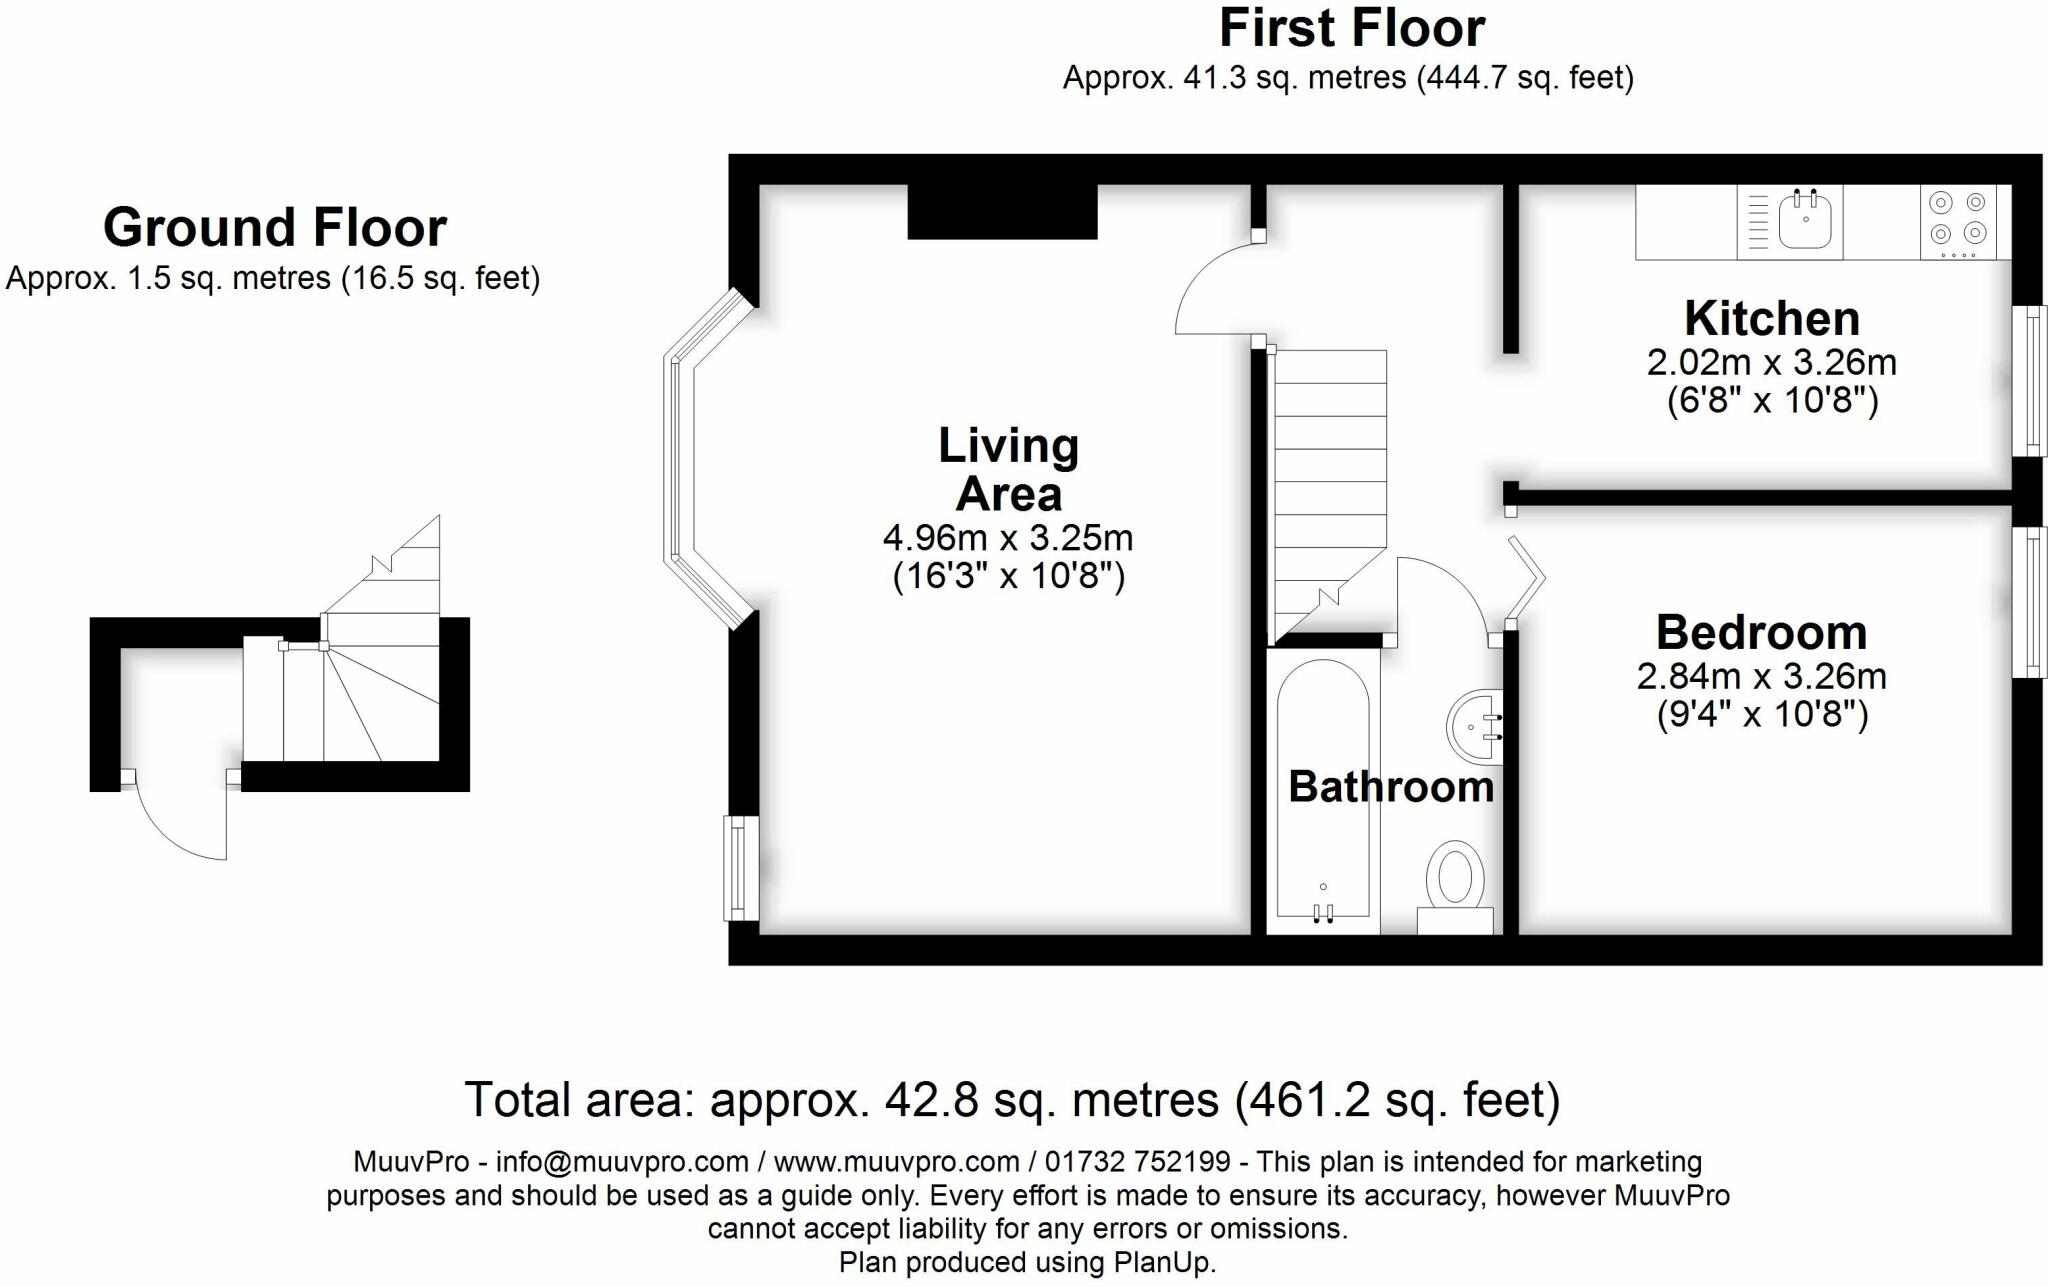 First Floor
Approx. 41.3 sq. metres (444.7 sq. feet)
Ground Floor
Approx. 1.5 sq. metres (16.5 sq. feet)
Kitchen
2.02m x 3.26m
(6'8" x 10'8")
Living
Area
4.96m x 3.25m
(16'3" x 10'8")
Bedroom
2.84m x 3.26m
(9'4" x 10'8")
Bathroom
Total area: approx. 42.8 sq. metres (461.2 sq. feet)
MuuvPro - info@muuvpro.com / www.muuvpro.com / 01732 752199 - This plan is intended for marketing
purposes and should be used as a guide only. Every effort is made to ensure its accuracy, however MuuvPro
cannot accept liability for any errors or omissions.
Plan produced using PlanUp.